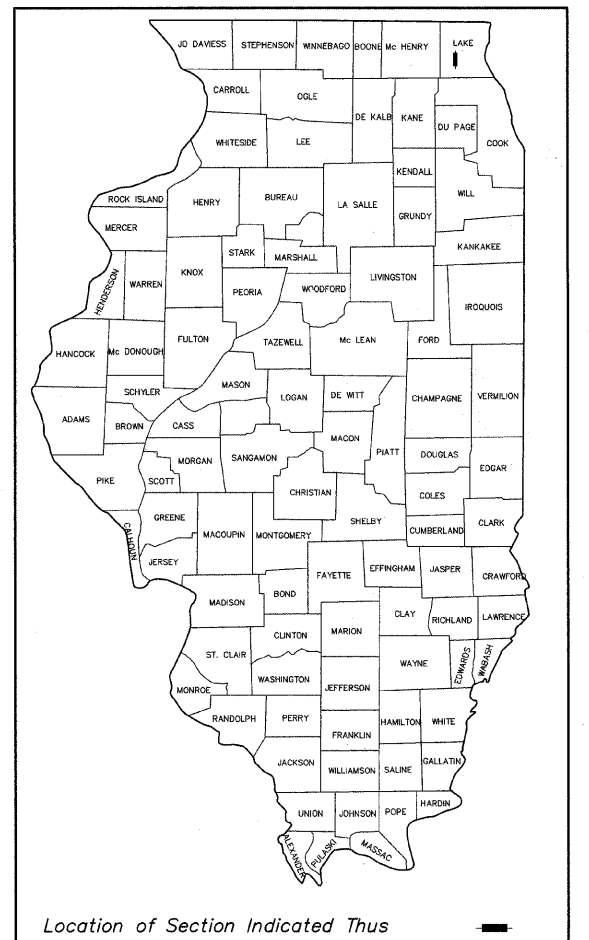 JO DAVIESS STEPHENSON WINNEBAGO BOONE Mc HENRY LAKE
CARROLL OGLE DE KALB KANE DU PAGE COOK
WHITESIDE LEE
KENDALL WILL
ROCK ISLAND HENRY BUREAU LA SALLE GRUNDY
MERCER
KANKAKEE
STARK MARSHALL
HENDERSON WARREN KNOX PEORIA WOODFORD LIVINGSTON IROQUOIS
HANCOCK Mc DONOUGH FULTON TAZEWELL Mc LEAN FORD
MASON
SCHYLER LOGAN DE WITT CHAMPAGNE VERMILION
ADAMS BROWN CASS
MACON
MORGAN SANGAMON PIATT DOUGLAS EDGAR
PIKE SCOTT
CHRISTIAN COLES
GREENE MACOUPIN MONTGOMERY SHELBY CUMBERLAND CLARK
CALHOUN JERSEY
FAYETTE EFFINGHAM JASPER CRAWFORD
MADISON BOND
CLAY RICHLAND LAWRENCE
CLINTON MARION
ST. CLAIR WAYNE EDWARDS WABASH
WASHINGTON
MONROE JEFFERSON
RANDOLPH PERRY HAMILTON WHITE
FRANKLIN
JACKSON WILLIAMSON SALINE GALLATIN
UNION JOHNSON POPE HARDIN
ALEXANDER PULASKI MASSAC
Location of Section Indicated Thus